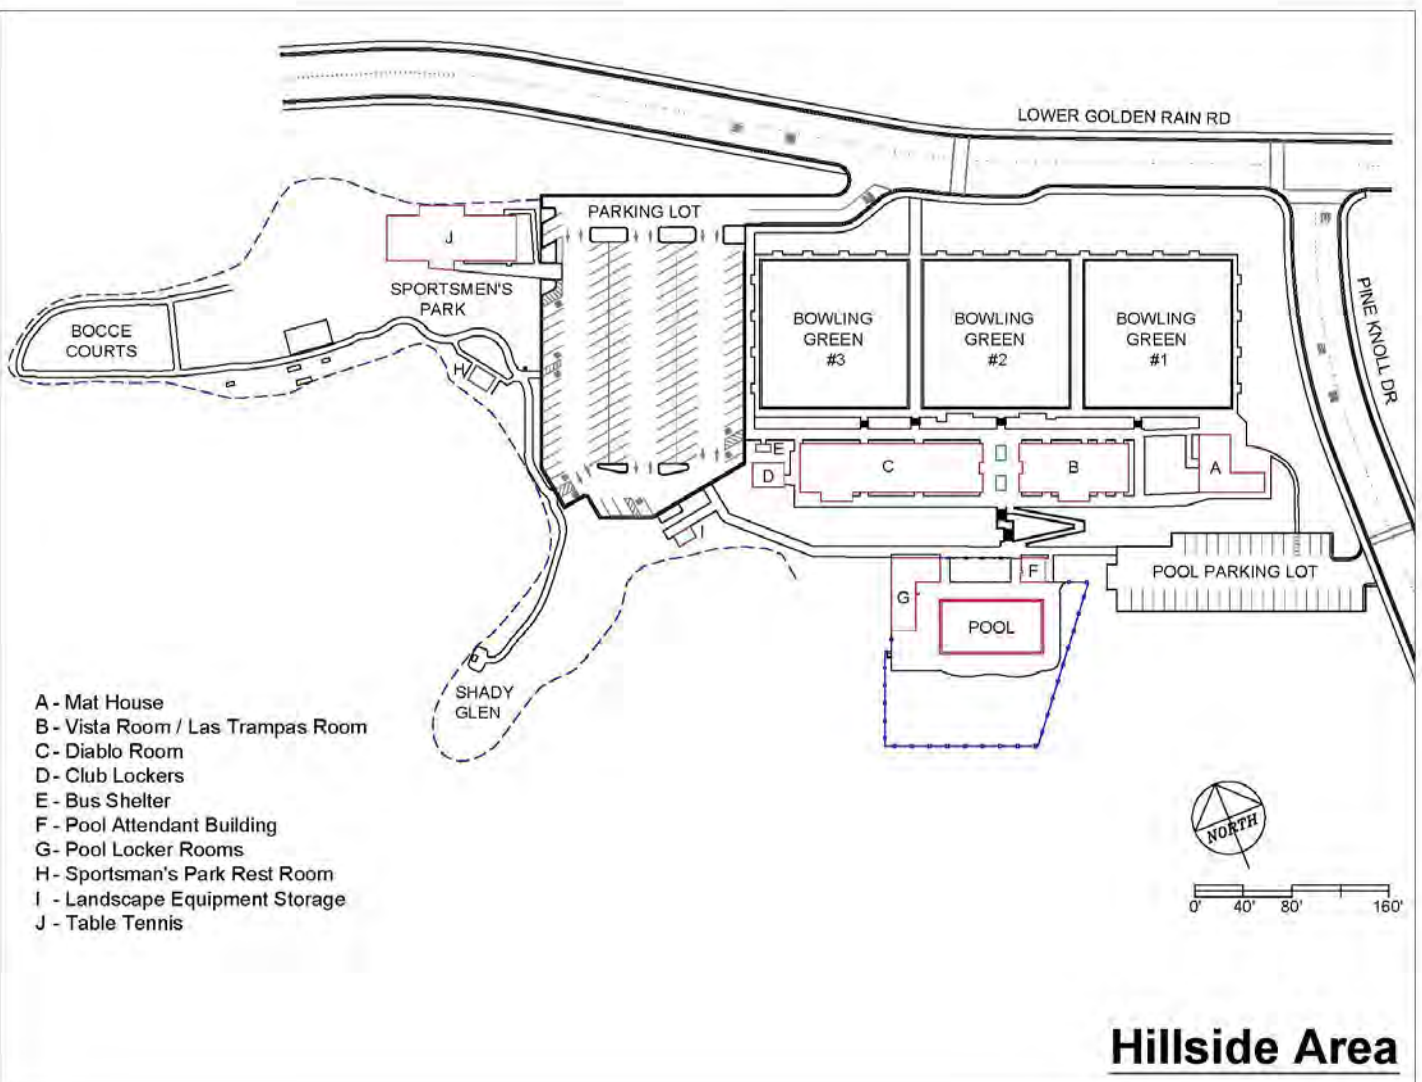 LOWER GOLDEN RAIN RD
PARKING LOT
J
SPORTSMEN'S
PARK
BOCCE
COURTS
H
BOWLING
GREEN
#3
BOWLING
GREEN
#2
BOWLING
GREEN
#1
PINE KNOLL DR
E
D
C
B
A
I
F
G
POOL
POOL PARKING LOT
SHADY
GLEN
A - Mat House
B - Vista Room / Las Trampas Room
C - Diablo Room
D - Club Lockers
E - Bus Shelter
F - Pool Attendant Building
G - Pool Locker Rooms
H - Sportsman's Park Rest Room
I - Landscape Equipment Storage
J - Table Tennis
NORTH
0' 40' 80' 160'
Hillside Area